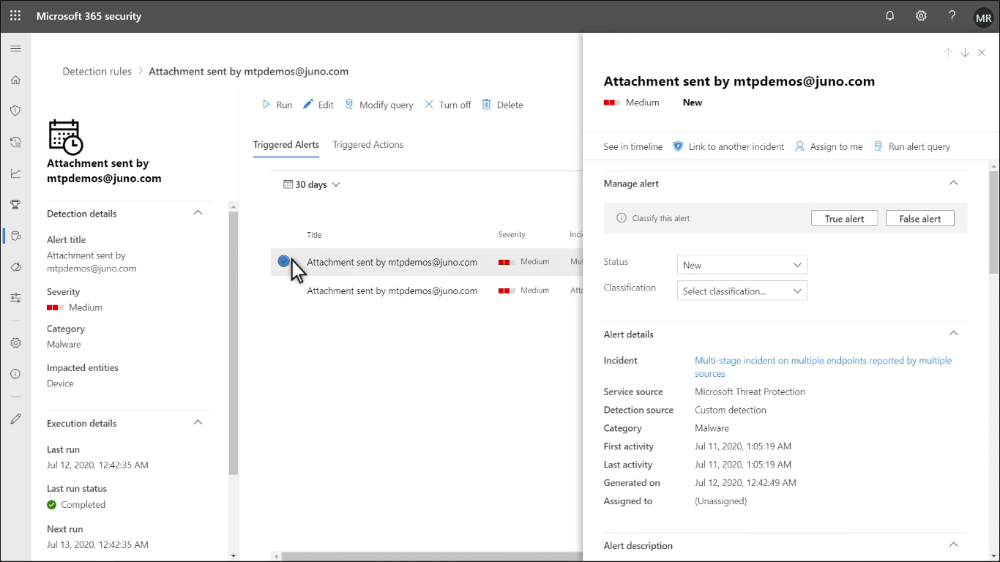 Microsoft 365 security
?
MR
Detection rules > Attachment sent by mtpdemos@juno.com
Attachment sent by
mtpdemos@juno.com
Detection details
Alert title
Attachment sent by
mtpdemos@juno.com
Severity
Medium
Category
Malware
Impacted entities
Device
Execution details
Last run
Jul 12, 2020, 12:42:35 AM
Last run status
Completed
Next run
Jul 13, 2020, 12:42:35 AM
Run Edit Modify query Turn off Delete
Triggered Alerts Triggered Actions
30 days
Title Severity Inci
Attachment sent by mtpdemos@juno.com Medium Mul
Attachment sent by mtpdemos@juno.com Medium Atta
Attachment sent by mtpdemos@juno.com
Medium New
See in timeline Link to another incident Assign to me Run alert query
Manage alert
Classify this alert True alert False alert
Status New
Classification Select classification...
Alert details
Incident Multi-stage incident on multiple endpoints reported by multiple
sources
Service source Microsoft Threat Protection
Detection source Custom detection
Category Malware
First activity Jul 11, 2020, 1:05:19 AM
Last activity Jul 11, 2020, 1:05:19 AM
Generated on Jul 12, 2020, 12:42:49 AM
Assigned to (Unassigned)
Alert description